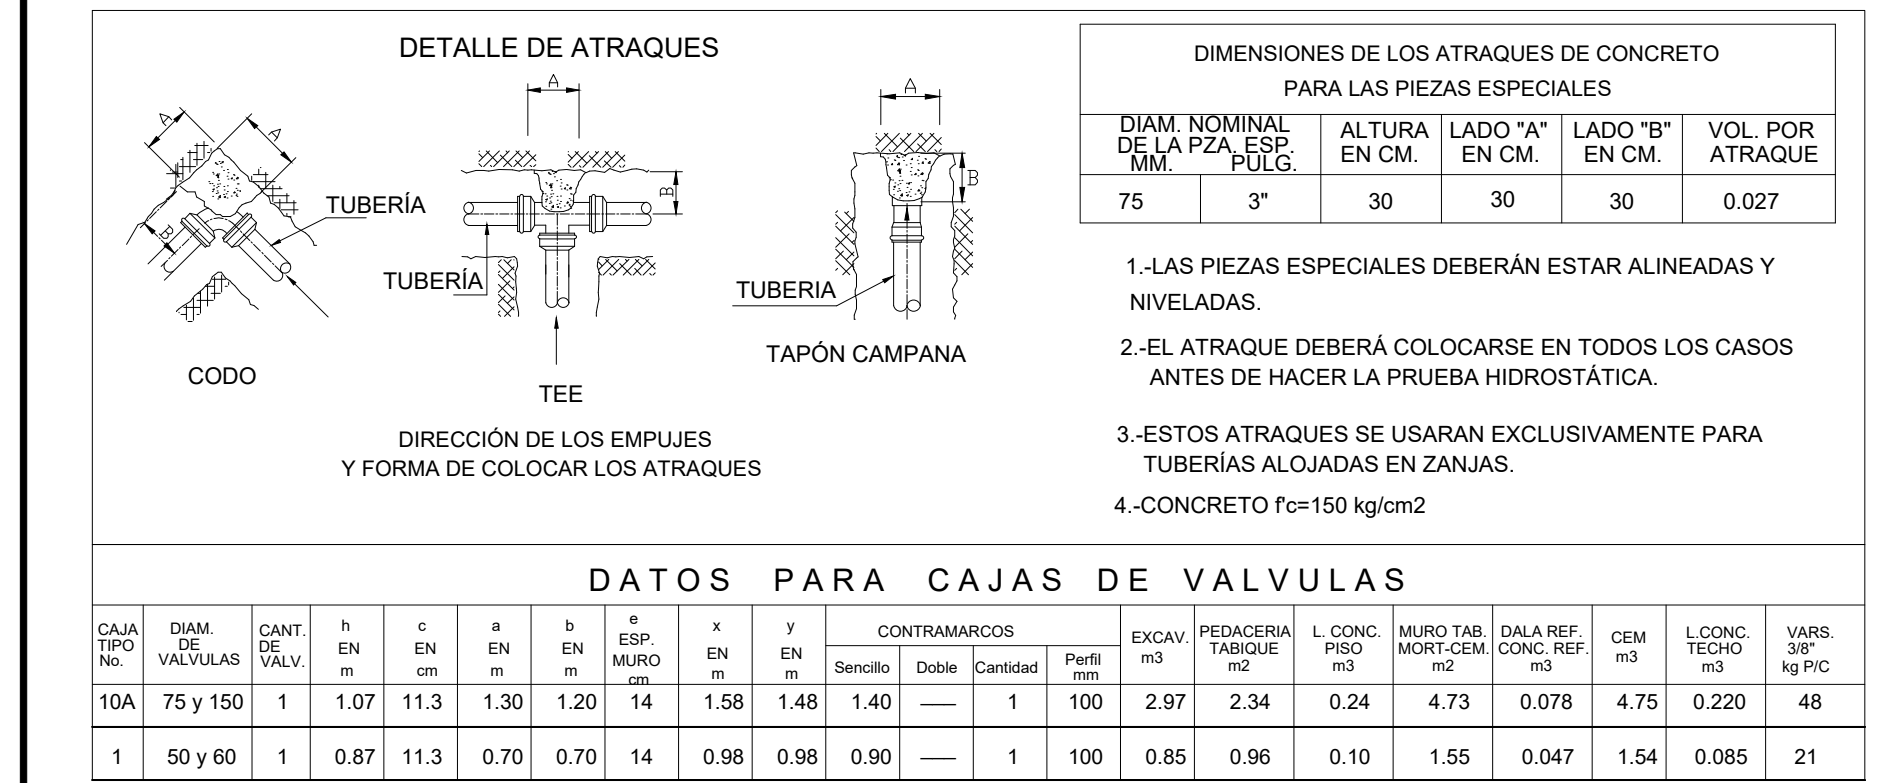 DETALLE DE ATRAQUES
A
A
B
TUBERÍA
CODO
A
B
TUBERÍA
TEE
A
B
TUBERIA
TAPÓN CAMPANA
DIRECCIÓN DE LOS EMPUJES
Y FORMA DE COLOCAR LOS ATRAQUES
DIMENSIONES DE LOS ATRAQUES DE CONCRETO
PARA LAS PIEZAS ESPECIALES
DIAM. NOMINAL DE LA PZA. ESP. MM. PULG. ALTURA EN CM. LADO "A" EN CM. LADO "B" EN CM. VOL. POR ATRAQUE
75 3" 30 30 30 0.027
1.-LAS PIEZAS ESPECIALES DEBERÁN ESTAR ALINEADAS Y
NIVELADAS.
2.-EL ATRAQUE DEBERÁ COLOCARSE EN TODOS LOS CASOS
ANTES DE HACER LA PRUEBA HIDROSTÁTICA.
3.-ESTOS ATRAQUES SE USARAN EXCLUSIVAMENTE PARA
TUBERÍAS ALOJADAS EN ZANJAS.
4.-CONCRETO f'c=150 kg/cm2
DATOS PARA CAJAS DE VALVULAS
CAJA TIPO No. DIAM. DE VALVULAS CANT. DE VALV. h EN m c EN cm a EN m b EN m e ESP. MURO cm x EN m y EN m CONTRAMARCOS Sencillo Doble Cantidad Perfil mm EXCAV. m3 PEDACERIA TABIQUE m2 L. CONC. PISO m3 MURO TAB. MORT-CEM. m2 DALA REF. CONC. REF. m3 CEM m3 L.CONC. TECHO m3 VARS. 3/8" kg P/C
10A 75 y 150 1 1.07 11.3 1.30 1.20 14 1.58 1.48 1.40 — 1 100 2.97 2.34 0.24 4.73 0.078 4.75 0.220 48
1 50 y 60 1 0.87 11.3 0.70 0.70 14 0.98 0.98 0.90 — 1 100 0.85 0.96 0.10 1.55 0.047 1.54 0.085 21